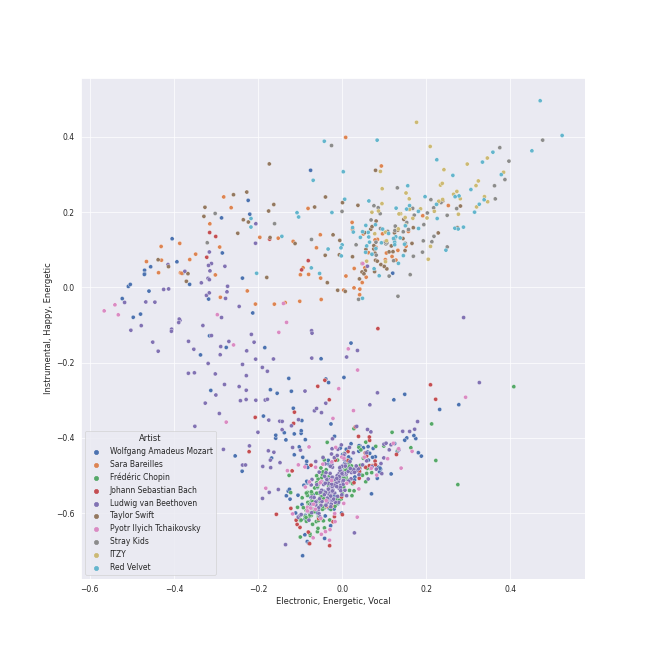 0.4
0.2
0.0
−0.2
−0.4
−0.6
Instrumental, Happy, Energetic
Artist
Wolfgang Amadeus Mozart
Sara Bareilles
Frédéric Chopin
Johann Sebastian Bach
Ludwig van Beethoven
Taylor Swift
Pyotr Ilyich Tchaikovsky
Stray Kids
ITZY
Red Velvet
−0.6 −0.4 −0.2 0.0 0.2 0.4
Electronic, Energetic, Vocal